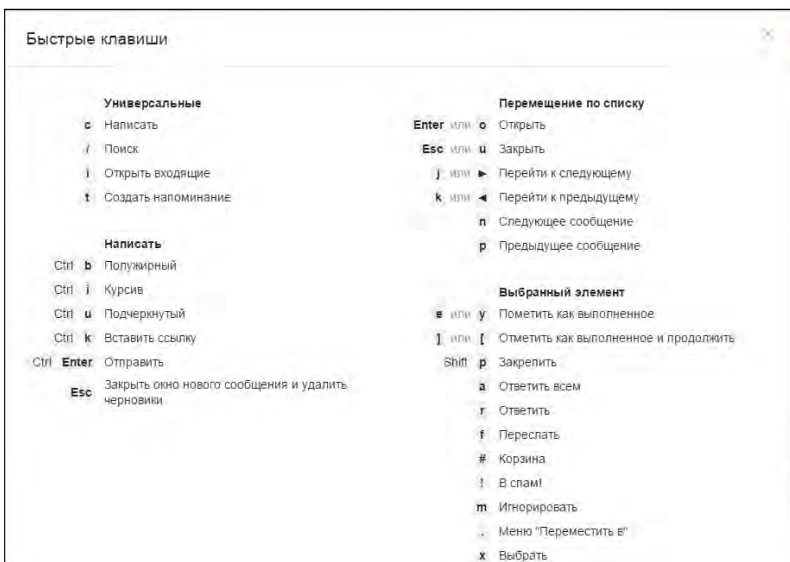 Быстрые клавиши
Универсальные
c Написать
/ Поиск
i Открыть входящие
t Создать напоминание
Написать
Ctrl b Полужирный
Ctrl i Курсив
Ctrl u Подчеркнутый
Ctrl k Вставить ссылку
Ctrl Enter Отправить
Esc Закрыть окно нового сообщения и удалить
черновики
Перемещение по списку
Enter или o Открыть
Esc или u Закрыть
j или ► Перейти к следующему
k или ◄ Перейти к предыдущему
n Следующее сообщение
p Предыдущее сообщение
Выбранный элемент
e или y Пометить как выполненное
] или [ Отметить как выполненное и продолжить
Shift p Закрепить
a Ответить всем
r Ответить
f Переслать
# Корзина
! В спам!
m Игнорировать
. Меню "Переместить в"
x Выбрать